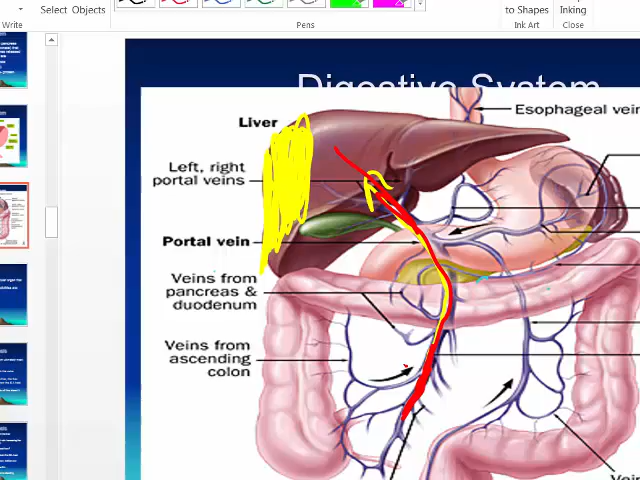 Select Objects
to Shapes
Inking
Write
Pens
Ink Art
Close
Digestive System
Esophageal vein
Liver
Left, right
portal veins
Portal vein
Veins from
pancreas &
duodenum
Veins from
ascending
colon